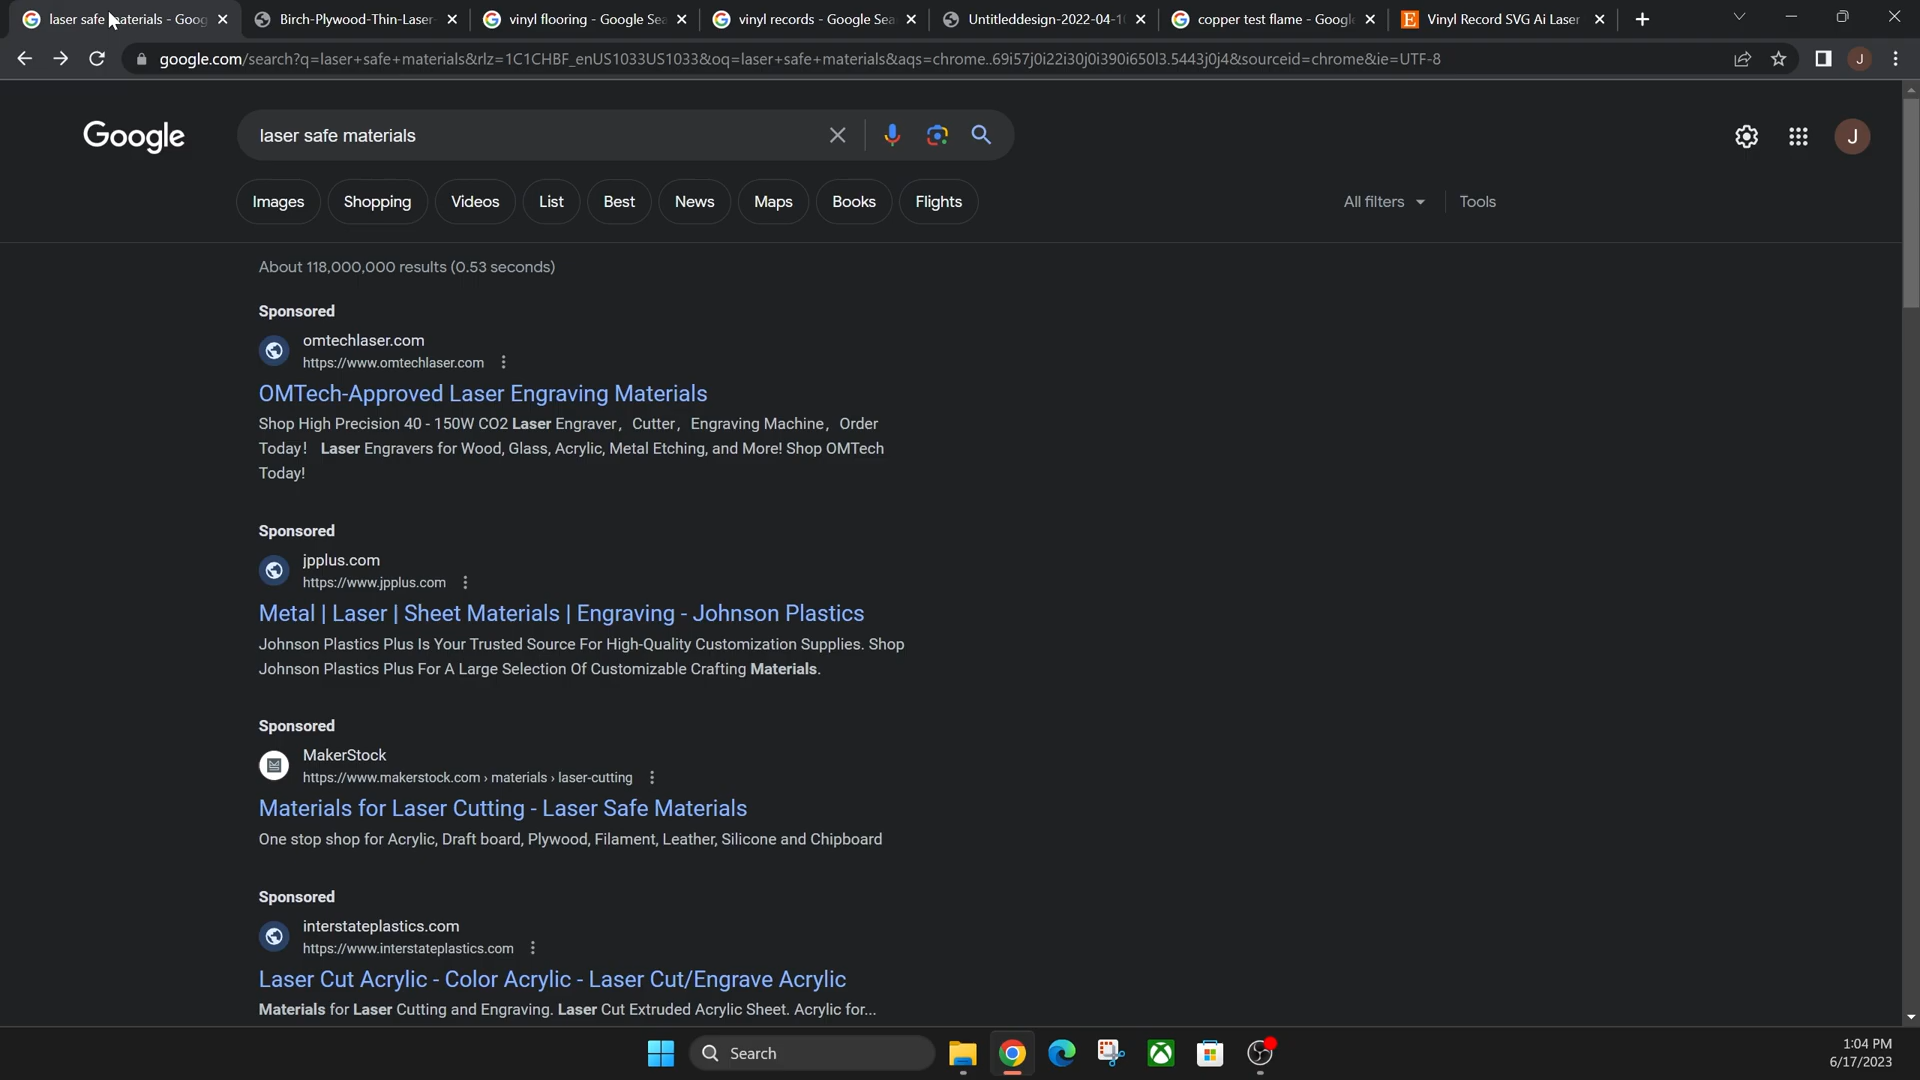 laser safe materials - Goog
Birch-Plywood-Thin-Laser-
vinyl flooring - Google Sea
vinyl records - Google Sea
Untitleddesign-2022-04-1
copper test flame - Google
Vinyl Record SVG Ai Laser
google.com/search?q=laser+safe+materials&rlz=1C1CHBF_enUS1033US1033&oq=laser+safe+materials&aqs=chrome..69i57j0i22i30j0i390i650l3.5443j0j4&sourceid=chrome&ie=UTF-8
J
Google
laser safe materials
J
Images
Shopping
Videos
List
Best
News
Maps
Books
Flights
All filters
Tools
About 118,000,000 results (0.53 seconds)
Sponsored
omtechlaser.com
https://www.omtechlaser.com
OMTech-Approved Laser Engraving Materials
Shop High Precision 40 - 150W CO2 Laser Engraver, Cutter, Engraving Machine, Order
Today! Laser Engravers for Wood, Glass, Acrylic, Metal Etching, and More! Shop OMTech
Today!
Sponsored
jpplus.com
https://www.jpplus.com
Metal | Laser | Sheet Materials | Engraving - Johnson Plastics
Johnson Plastics Plus Is Your Trusted Source For High-Quality Customization Supplies. Shop
Johnson Plastics Plus For A Large Selection Of Customizable Crafting Materials.
Sponsored
MakerStock
https://www.makerstock.com › materials › laser-cutting
Materials for Laser Cutting - Laser Safe Materials
One stop shop for Acrylic, Draft board, Plywood, Filament, Leather, Silicone and Chipboard
Sponsored
interstateplastics.com
https://www.interstateplastics.com
Laser Cut Acrylic - Color Acrylic - Laser Cut/Engrave Acrylic
Materials for Laser Cutting and Engraving. Laser Cut Extruded Acrylic Sheet. Acrylic for...
Search
1:04 PM
6/17/2023